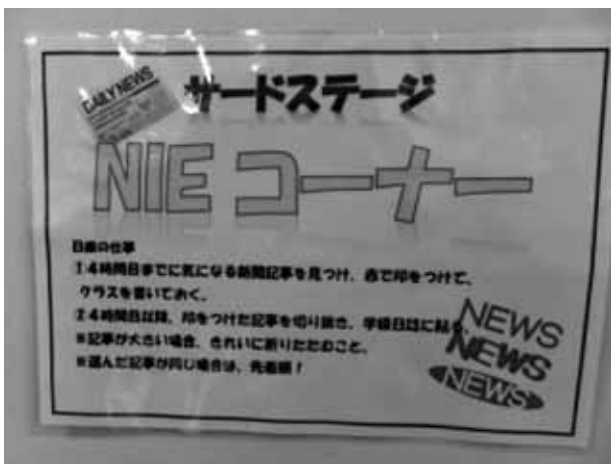 DAILY NEWS
サードステージ
NIE コーナー
日直の仕事
①4時間目までに気になる新聞記事を見つけ、赤で印をつけて、
クラスを書いておく。
②4時間目以降、印をつけた記事を切り抜き、学級日誌に貼る。
※記事が大きい場合、きれいに折りたたむこと。
※選んだ記事が同じ場合は、先着順！
NEWS
NEWS
NEWS